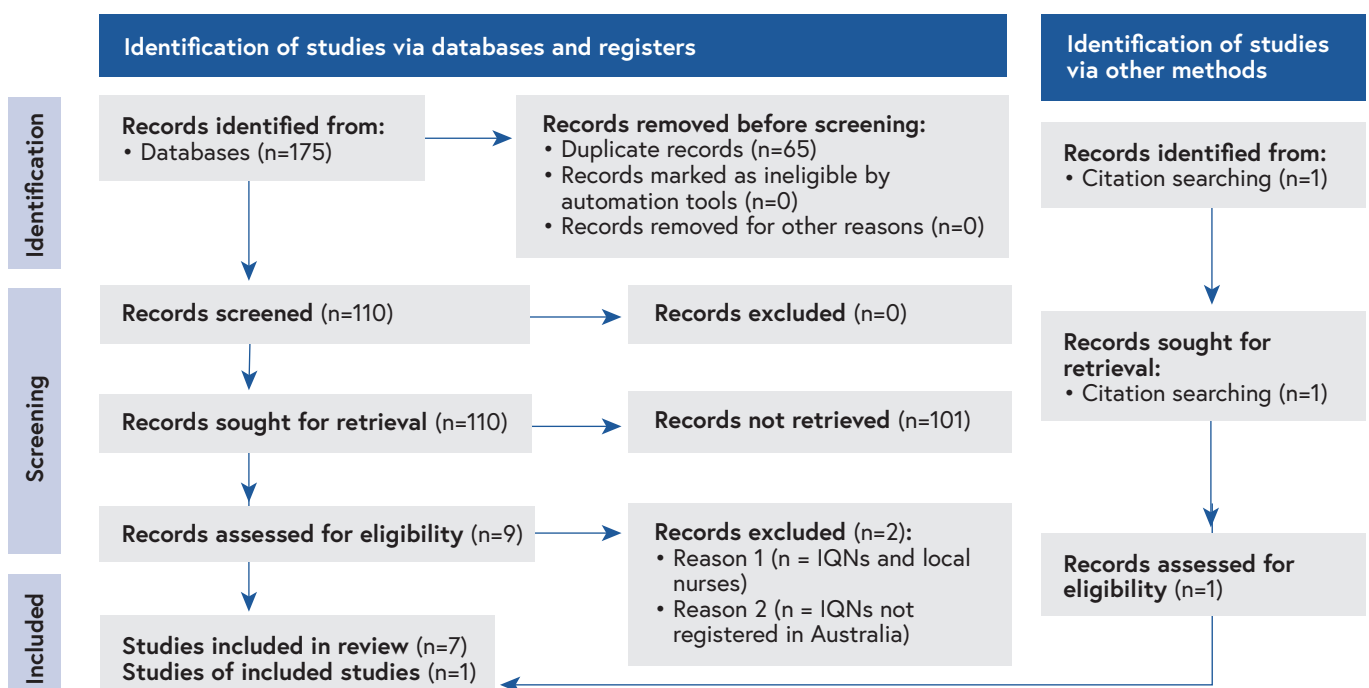 Identification of studies via databases and registers
Identification of studies
via other methods
Identification
Records identified from:
• Databases (n=175)
Records removed before screening:
• Duplicate records (n=65)
• Records marked as ineligible by
automation tools (n=0)
• Records removed for other reasons (n=0)
Records identified from:
• Citation searching (n=1)
Screening
Records screened (n=110)
Records excluded (n=0)
Records sought for retrieval (n=110)
Records not retrieved (n=101)
Records sought for
retrieval:
• Citation searching (n=1)
Records assessed for eligibility (n=9)
Records excluded (n=2):
• Reason 1 (n = IQNs and local
nurses)
• Reason 2 (n = IQNs not
registered in Australia)
Records assessed for
eligibility (n=1)
Included
Studies included in review (n=7)
Studies of included studies (n=1)